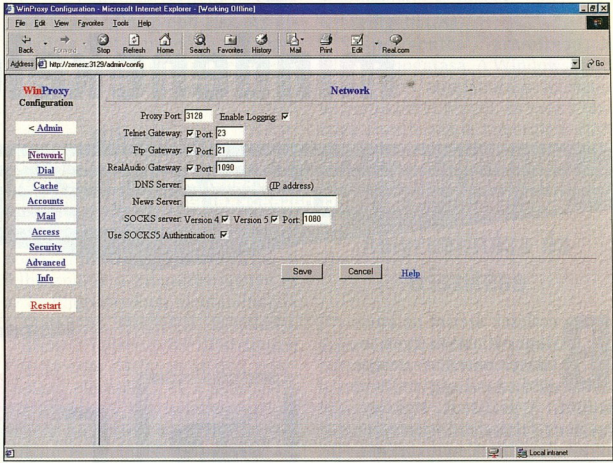 WinProxy Configuration - Microsoft Internet Explorer - [Working Offline]
File Edit View Favorites Tools Help
Back Forward Stop Refresh Home Search Favorites History Mail Print Edit Real.com
Address http://zenesz:3129/admin/config Go
WinProxy
Configuration
< Admin
Network
Dial
Cache
Accounts
Mail
Access
Security
Advanced
Info
Restart
Network
Proxy Port: 3128 Enable Logging:
Telnet Gateway: Port: 23
Ftp Gateway: Port: 21
RealAudio Gateway: Port: 1090
DNS Server: (IP address)
News Server:
SOCKS server: Version 4 Version 5 Port: 1080
Use SOCKS5 Authentication:
Save Cancel Help
Local intranet